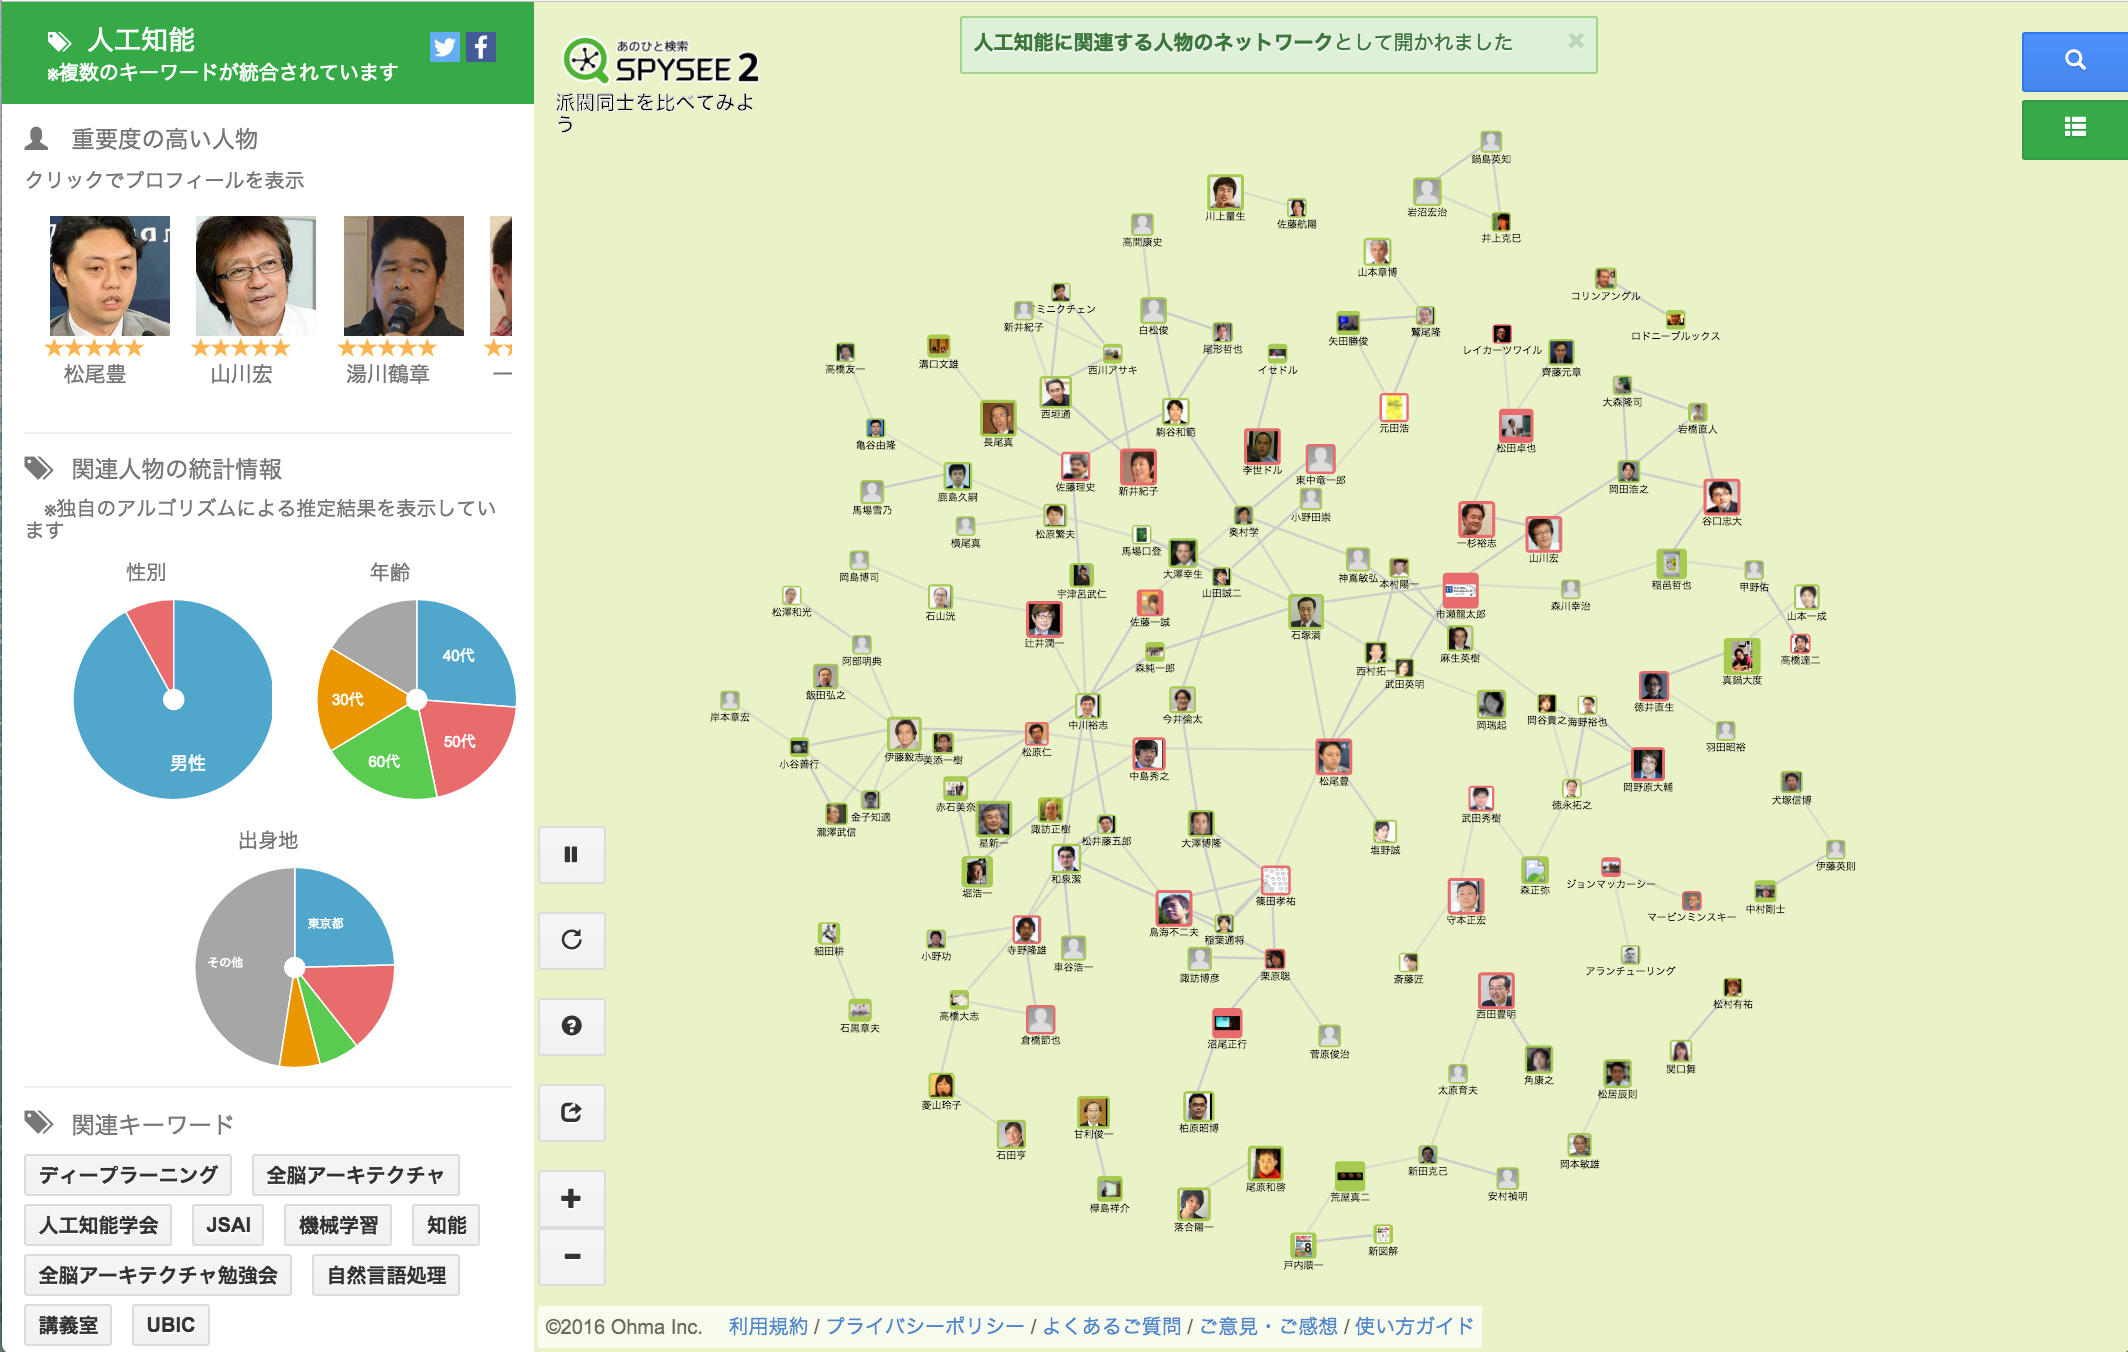 人工知能
※複数のキーワードが統合されています
重要度の高い人物
クリックでプロフィールを表示
★★★★★ ★★★★★ ★★★★★
松尾豊 山川宏 湯川鶴章 一
関連人物の統計情報
※独自のアルゴリズムによる推定結果を表示してい
ます
性別 年齢
男性
40代
50代
60代
30代
出身地
東京都
その他
関連キーワード
ディープラーニング 全脳アーキテクチャ
人工知能学会 JSAI 機械学習 知能
全脳アーキテクチャ勉強会 自然言語処理
講義室 UBIC
あのひと検索
SPYSEE 2
派閥同士を比べてみよ
う
人工知能に関連する人物のネットワークとして開かれました ×
鍋島英知
岩沼宏治
川上量生
佐藤航陽
井上克巳
高間康史
山本章博
コリンアングル
ミニクチェン
新井紀子
白松俊
尾形哲也
矢田勝俊
鷲尾隆
ロドニーブルックス
レイカーツワイル
齊藤元章
高橋友一
溝口文雄
西川アサキ
イセドル
大森隆司
西垣通
岩橋直人
長尾真
駒谷和範
元田浩
亀谷由隆
松田卓也
李世ドル
東中竜一郎
佐藤理史
新井紀子
岡田浩之
鹿島久嗣
馬場雪乃
小野田崇
谷口忠大
奥村学
松原繁夫
横尾真
一杉裕志
山川宏
馬場口登
大澤幸生
岡島博司
神嶌敏弘
本村陽一
稲邑哲也
甲野佑
宇津呂武仁
山田誠二
松澤和光
石山洸
佐藤一誠
市瀬龍太郎
森川幸治
山本一成
辻井潤一
石塚満
阿部明典
森純一郎
西村拓一
麻生英樹
高橋達二
武田英明
真鍋大度
飯田弘之
岸本章宏
中川裕志
今井倫太
岡瑞起
岡谷貴之
海野裕也
徳井直生
羽田昭裕
小谷善行
伊藤毅志
美添一樹
松原仁
中島秀之
松尾豊
岡野原大輔
赤石美奈
金子知適
瀧澤武信
星新一
諏訪正樹
松井藤五郎
大澤博隆
武田秀樹
徳永拓之
犬塚信博
塩野誠
堀浩一
和泉潔
篠田孝祐
森正弥
ジョンマッカーシー
伊藤英則
鳥海不二夫
稲葉通将
守本正宏
マービンミンスキー
中村剛士
細田耕
小野功
寺野隆雄
車谷浩一
諏訪博彦
栗原聡
斎藤匠
アランチューリング
石黒章夫
高橋大志
倉橋節也
沼尾正行
菅原俊治
西田豊明
松村有祐
関口舞
太原育夫
角康之
松居辰則
菱山玲子
石田亨
甘利俊一
柏原昭博
新田克己
岡本敏雄
樺島祥介
落合陽一
尾原和啓
荒屋真二
安村禎明
戸内順一
新図解
©2016 Ohma Inc. 利用規約 / プライバシーポリシー / よくあるご質問 / ご意見・ご感想 / 使い方ガイド